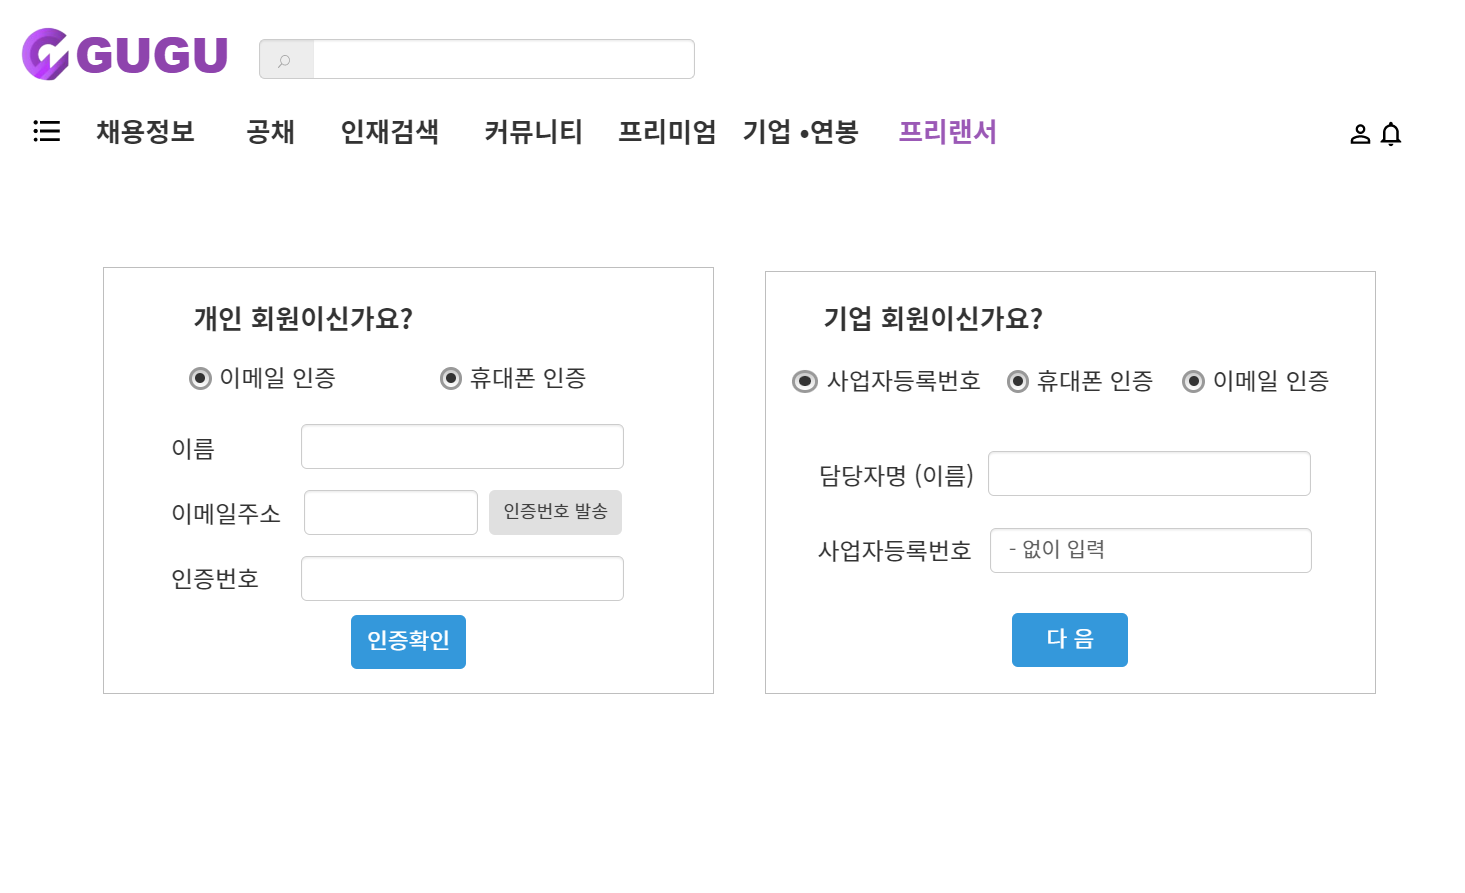 GUGU
채용정보 공채 인재검색 커뮤니티 프리미엄 기업 •연봉 프리랜서
개인 회원이신가요?
이메일 인증 휴대폰 인증
이름
이메일주소 인증번호 발송
인증번호
인증확인
기업 회원이신가요?
사업자등록번호 휴대폰 인증 이메일 인증
담당자명 (이름)
사업자등록번호 - 없이 입력
다 음